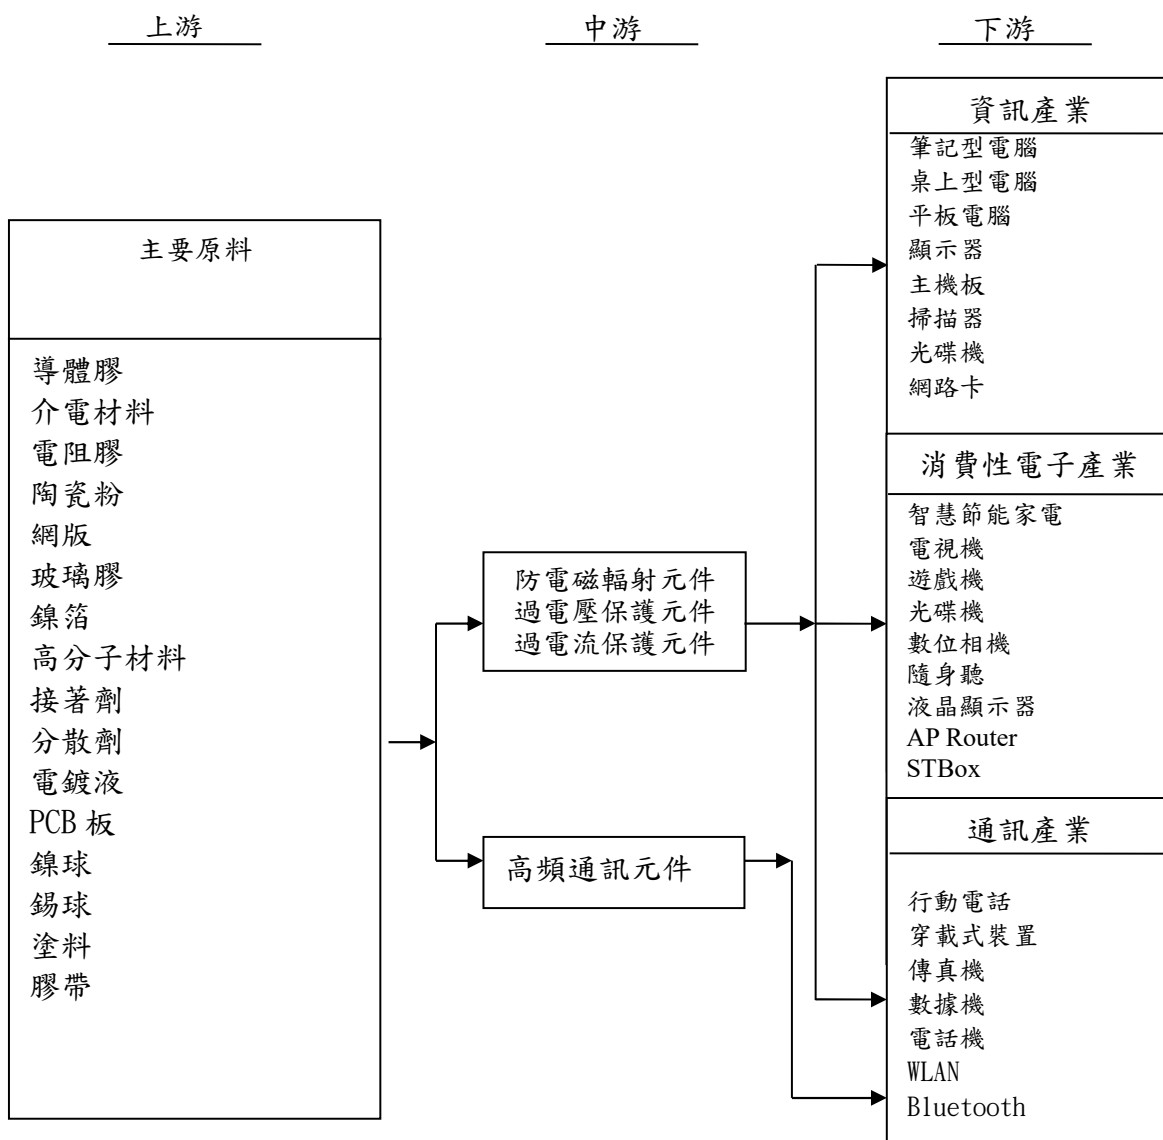 上游
中游
下游
主要原料
導體膠
介電材料
電阻膠
陶瓷粉
網版
玻璃膠
鎳箔
高分子材料
接著劑
分散劑
電鍍液
PCB 板
鎳球
錫球
塗料
膠帶
防電磁輻射元件
過電壓保護元件
過電流保護元件
高頻通訊元件
資訊產業
筆記型電腦
桌上型電腦
平板電腦
顯示器
主機板
掃描器
光碟機
網路卡
消費性電子產業
智慧節能家電
電視機
遊戲機
光碟機
數位相機
隨身聽
液晶顯示器
AP Router
STBox
通訊產業
行動電話
穿載式裝置
傳真機
數據機
電話機
WLAN
Bluetooth